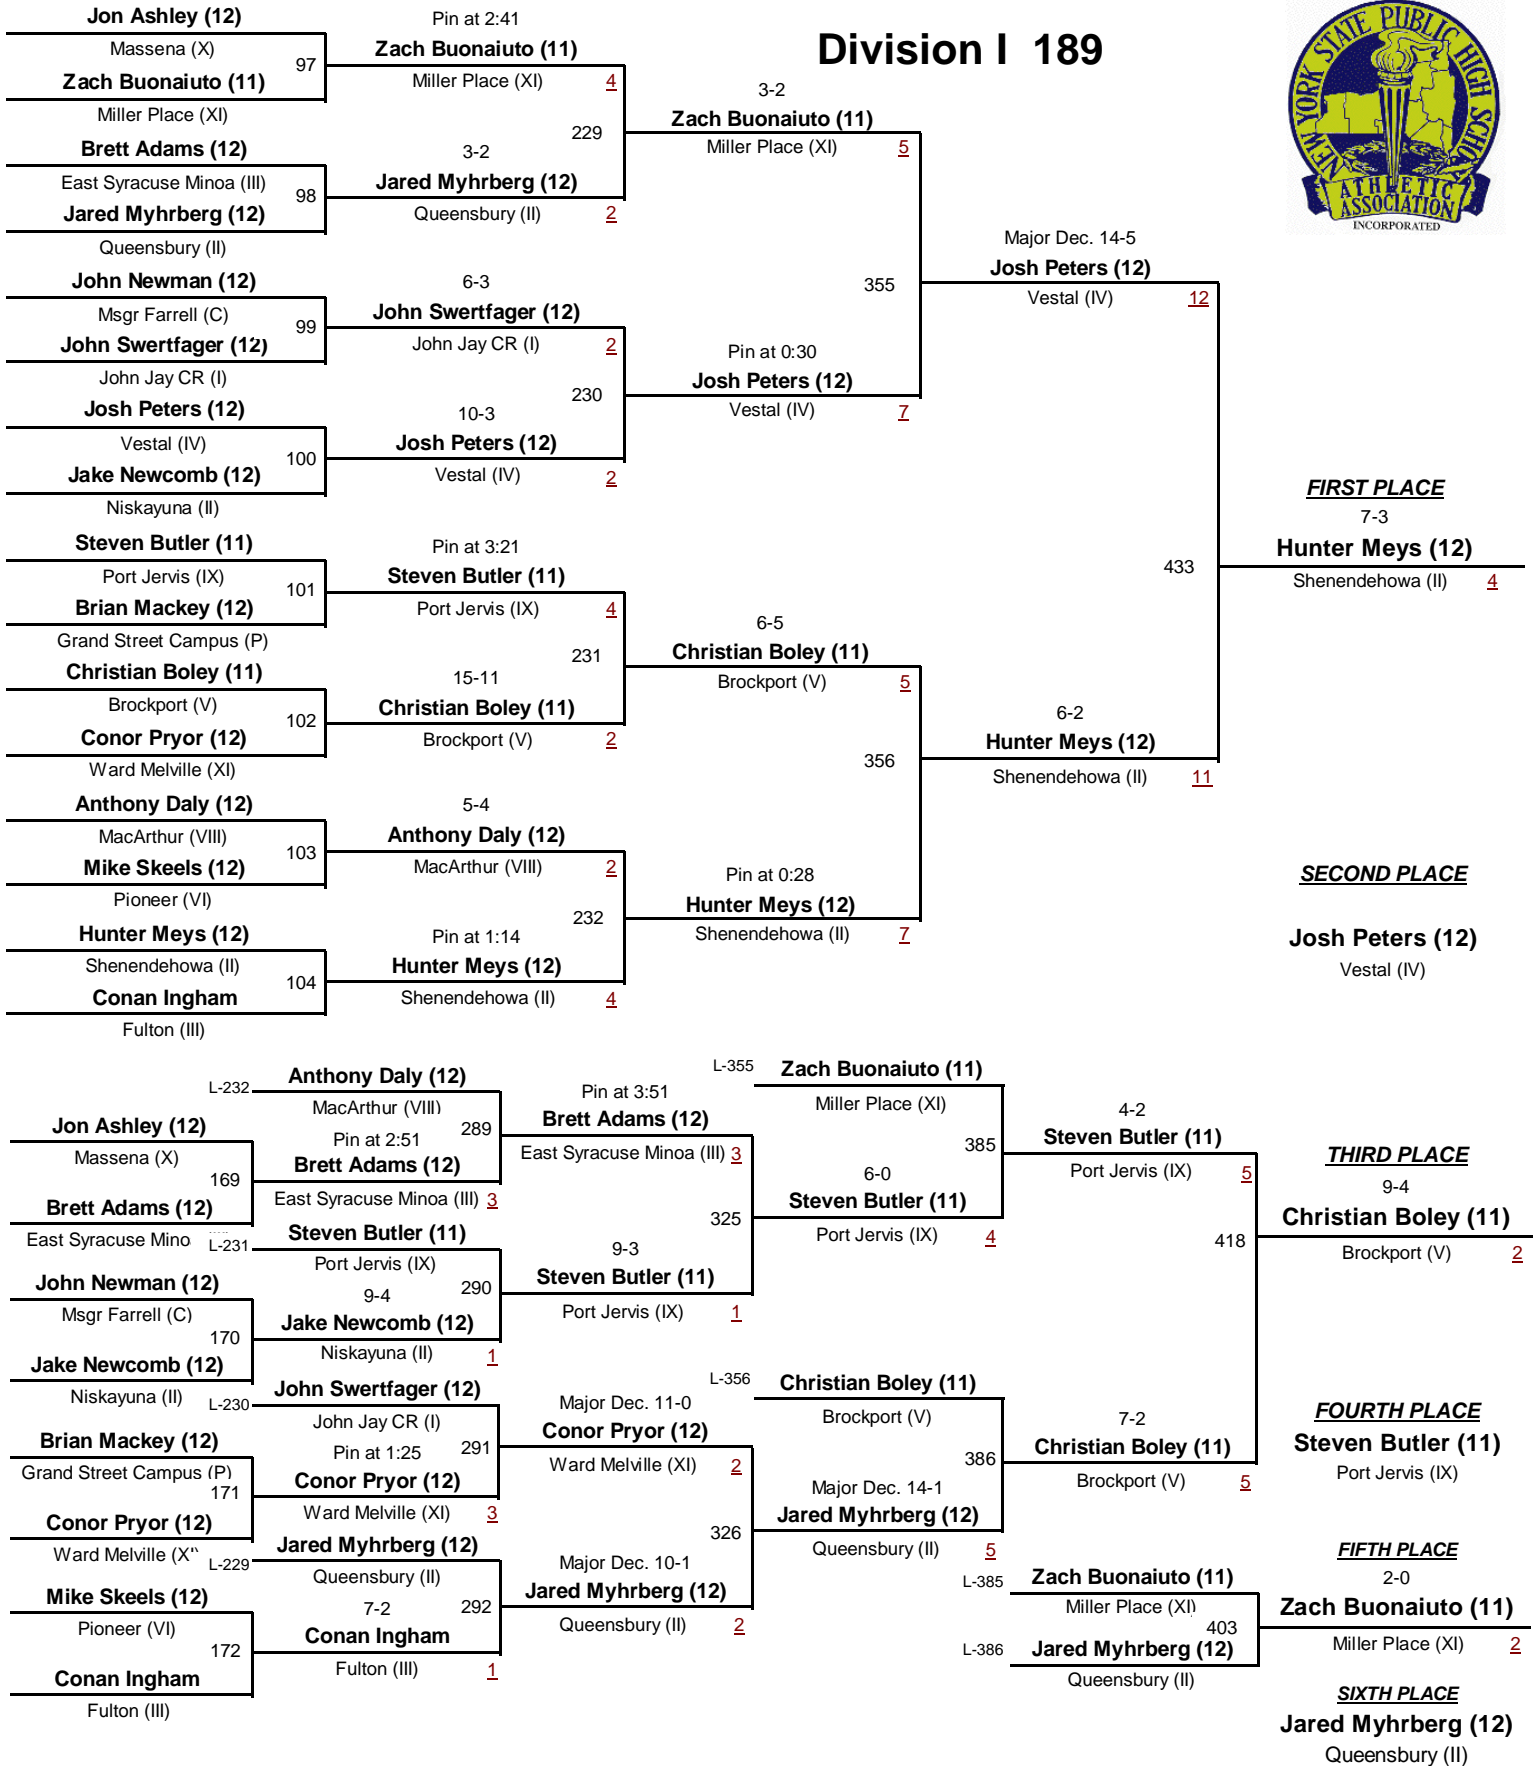 Division I 189
NEW YORK STATE PUBLIC HIGH SCHOOL
ATHLETIC
ASSOCIATION
INCORPORATED
Jon Ashley (12)
Massena (X)
97
Zach Buonaiuto (11)
Miller Place (XI)
Brett Adams (12)
East Syracuse Minoa (III)
98
Jared Myhrberg (12)
Queensbury (II)
John Newman (12)
Msgr Farrell (C)
99
John Swertfager (12)
John Jay CR (I)
Josh Peters (12)
Vestal (IV)
100
Jake Newcomb (12)
Niskayuna (II)
Steven Butler (11)
Port Jervis (IX)
101
Brian Mackey (12)
Grand Street Campus (P)
Christian Boley (11)
Brockport (V)
102
Conor Pryor (12)
Ward Melville (XI)
Anthony Daly (12)
MacArthur (VIII)
103
Mike Skeels (12)
Pioneer (VI)
Hunter Meys (12)
Shenendehowa (II)
104
Conan Ingham
Fulton (III)
Pin at 2:41
Zach Buonaiuto (11)
Miller Place (XI) 4
229
3-2
Jared Myhrberg (12)
Queensbury (II) 2
6-3
John Swertfager (12)
John Jay CR (I) 2
230
10-3
Josh Peters (12)
Vestal (IV) 2
Pin at 3:21
Steven Butler (11)
Port Jervis (IX) 4
231
15-11
Christian Boley (11)
Brockport (V) 2
5-4
Anthony Daly (12)
MacArthur (VIII) 2
232
Pin at 1:14
Hunter Meys (12)
Shenendehowa (II) 4
3-2
Zach Buonaiuto (11)
Miller Place (XI) 5
355
Pin at 0:30
Josh Peters (12)
Vestal (IV) 7
6-5
Christian Boley (11)
Brockport (V) 5
356
Pin at 0:28
Hunter Meys (12)
Shenendehowa (II) 7
Major Dec. 14-5
Josh Peters (12)
Vestal (IV) 12
433
6-2
Hunter Meys (12)
Shenendehowa (II) 11
FIRST PLACE
7-3
Hunter Meys (12)
Shenendehowa (II) 4
SECOND PLACE
Josh Peters (12)
Vestal (IV)
Jon Ashley (12)
Massena (X)
169
Brett Adams (12)
East Syracuse Mino
John Newman (12)
Msgr Farrell (C)
170
Jake Newcomb (12)
Niskayuna (II)
Brian Mackey (12)
Grand Street Campus (P)
171
Conor Pryor (12)
Ward Melville (X
Mike Skeels (12)
Pioneer (VI)
172
Conan Ingham
Fulton (III)
L-232
Anthony Daly (12)
MacArthur (VIII)
289
Pin at 2:51
Brett Adams (12)
East Syracuse Minoa (III) 3
L-231
Steven Butler (11)
Port Jervis (IX)
290
9-4
Jake Newcomb (12)
Niskayuna (II) 1
L-230
John Swertfager (12)
John Jay CR (I)
291
Pin at 1:25
Conor Pryor (12)
Ward Melville (XI) 3
L-229
Jared Myhrberg (12)
Queensbury (II)
292
7-2
Conan Ingham
Fulton (III) 1
Pin at 3:51
Brett Adams (12)
East Syracuse Minoa (III) 3
325
9-3
Steven Butler (11)
Port Jervis (IX) 1
Major Dec. 11-0
Conor Pryor (12)
Ward Melville (XI) 2
326
Major Dec. 10-1
Jared Myhrberg (12)
Queensbury (II) 2
L-355
Zach Buonaiuto (11)
Miller Place (XI)
385
6-0
Steven Butler (11)
Port Jervis (IX) 4
L-356
Christian Boley (11)
Brockport (V)
386
Major Dec. 14-1
Jared Myhrberg (12)
Queensbury (II) 5
4-2
Steven Butler (11)
Port Jervis (IX) 5
418
7-2
Christian Boley (11)
Brockport (V) 5
L-385
Zach Buonaiuto (11)
Miller Place (XI)
403
L-386
Jared Myhrberg (12)
Queensbury (II)
THIRD PLACE
9-4
Christian Boley (11)
Brockport (V) 2
FOURTH PLACE
Steven Butler (11)
Port Jervis (IX)
FIFTH PLACE
2-0
Zach Buonaiuto (11)
Miller Place (XI) 2
SIXTH PLACE
Jared Myhrberg (12)
Queensbury (II)